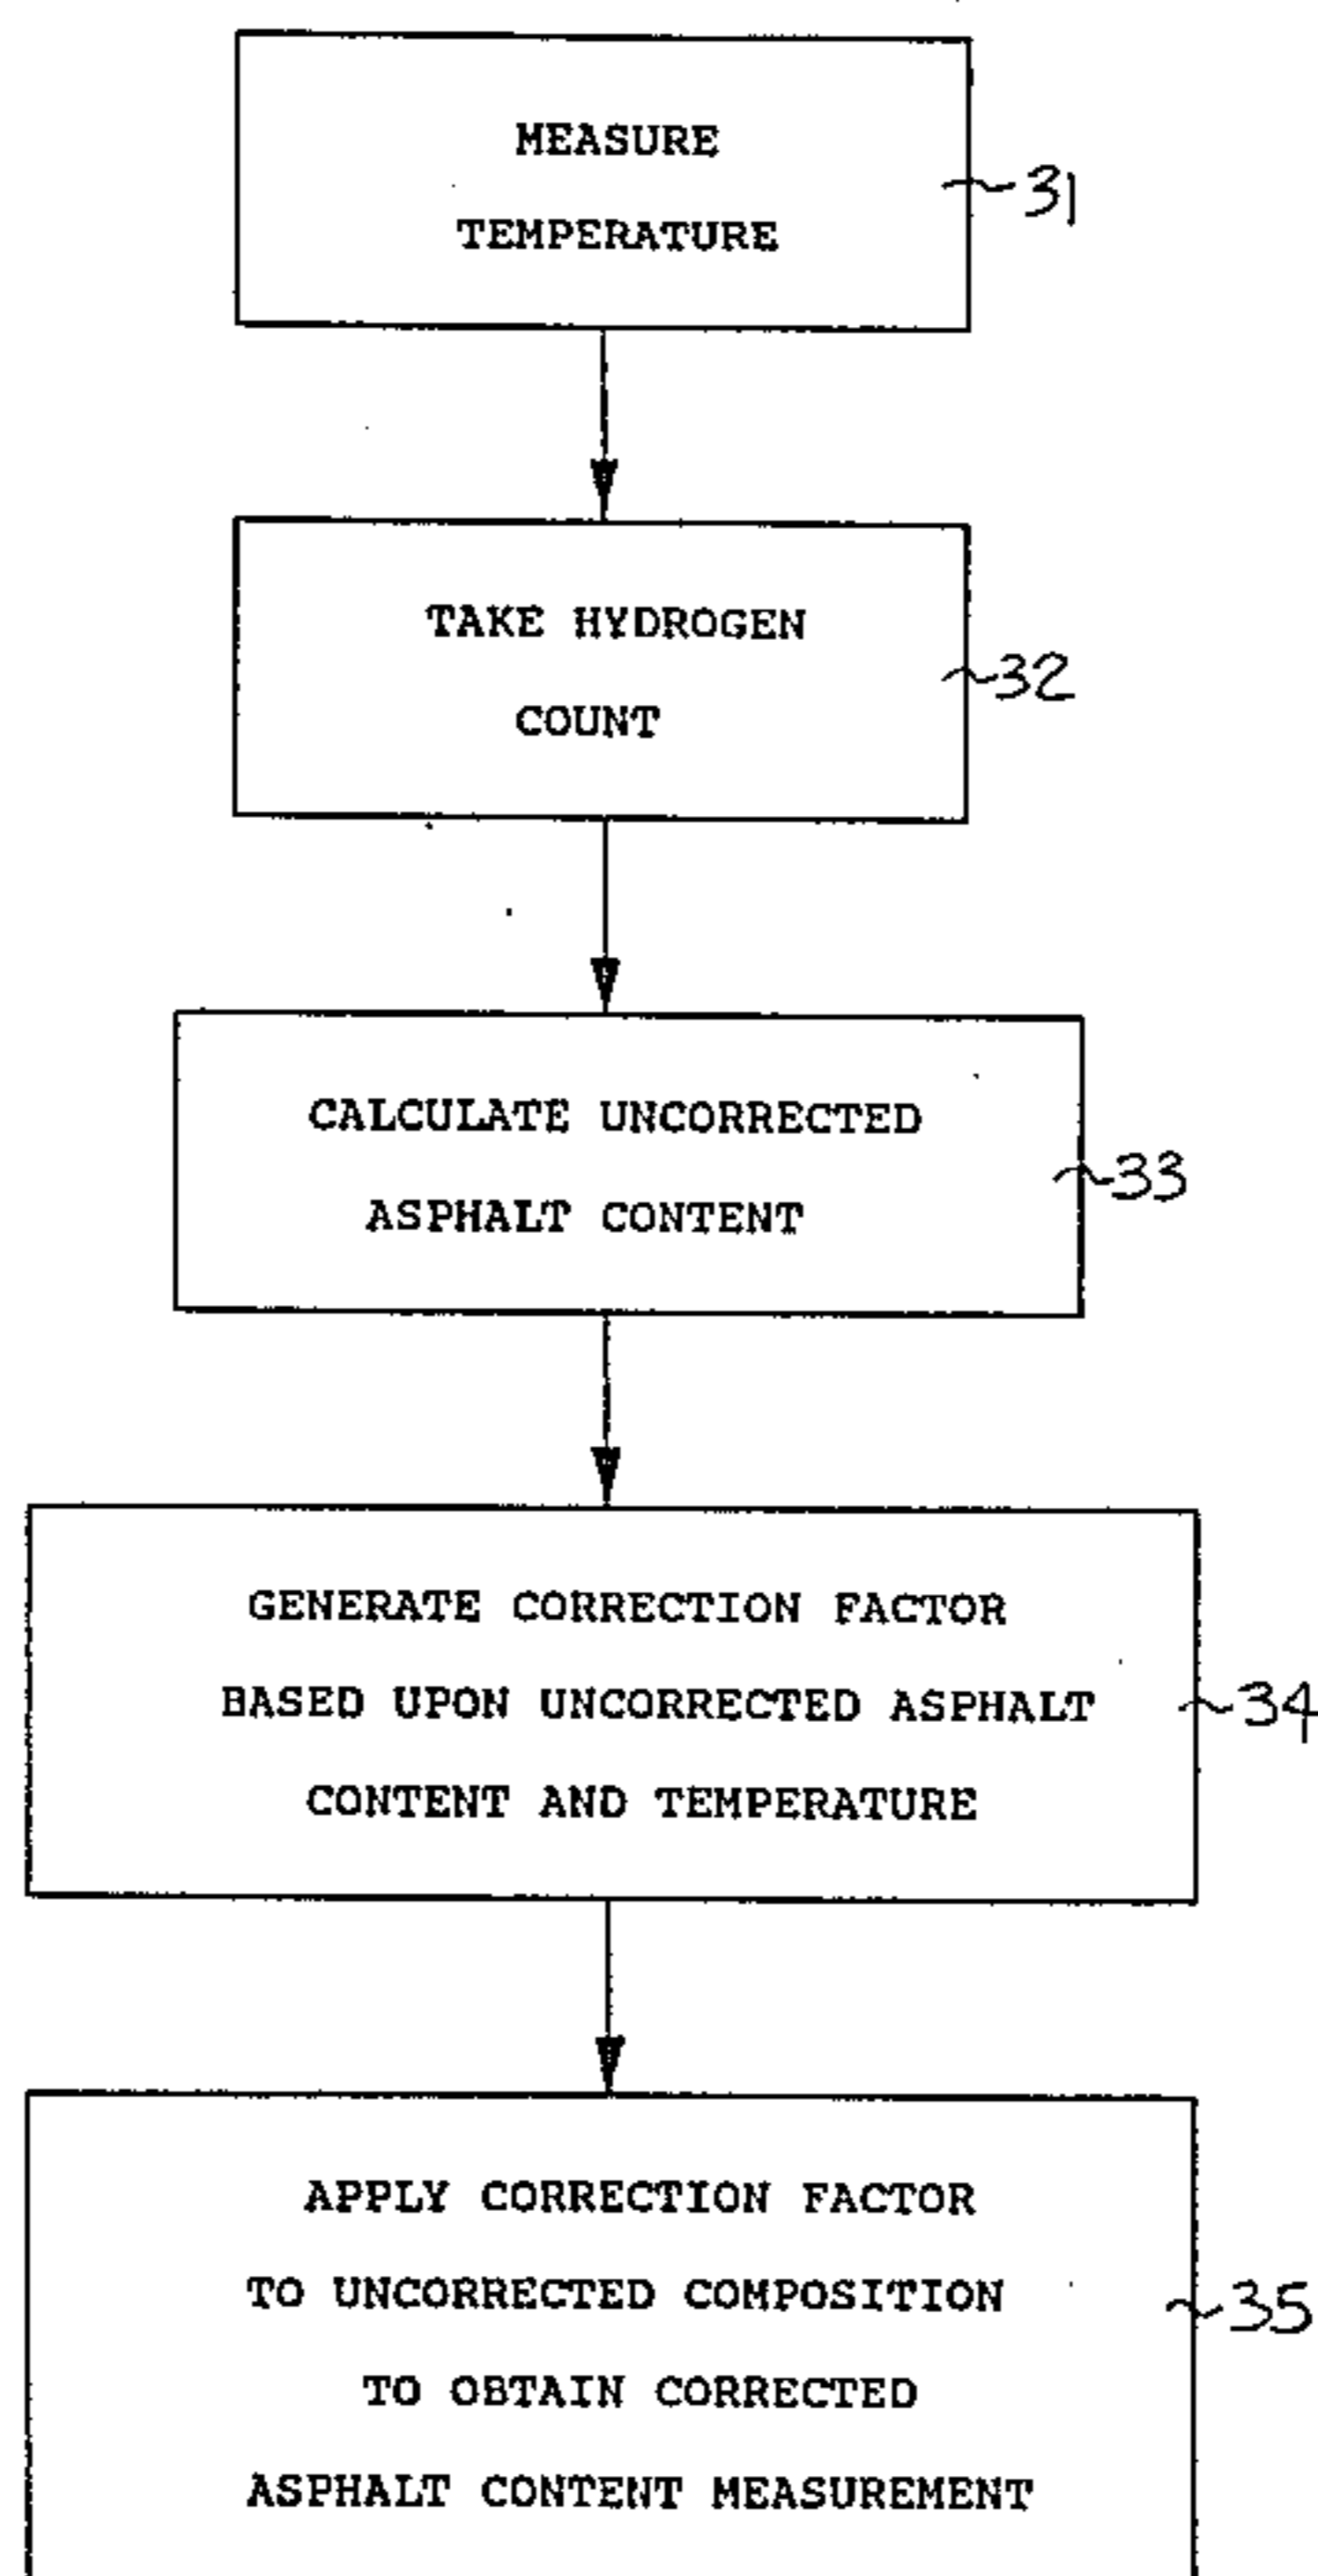 MEASURE
TEMPERATURE
31
TAKE HYDROGEN
COUNT
32
CALCULATE UNCORRECTED
ASPHALT CONTENT
33
GENERATE CORRECTION FACTOR
BASED UPON UNCORRECTED ASPHALT
CONTENT AND TEMPERATURE
34
APPLY CORRECTION FACTOR
TO UNCORRECTED COMPOSITION
TO OBTAIN CORRECTED
ASPHALT CONTENT MEASUREMENT
35